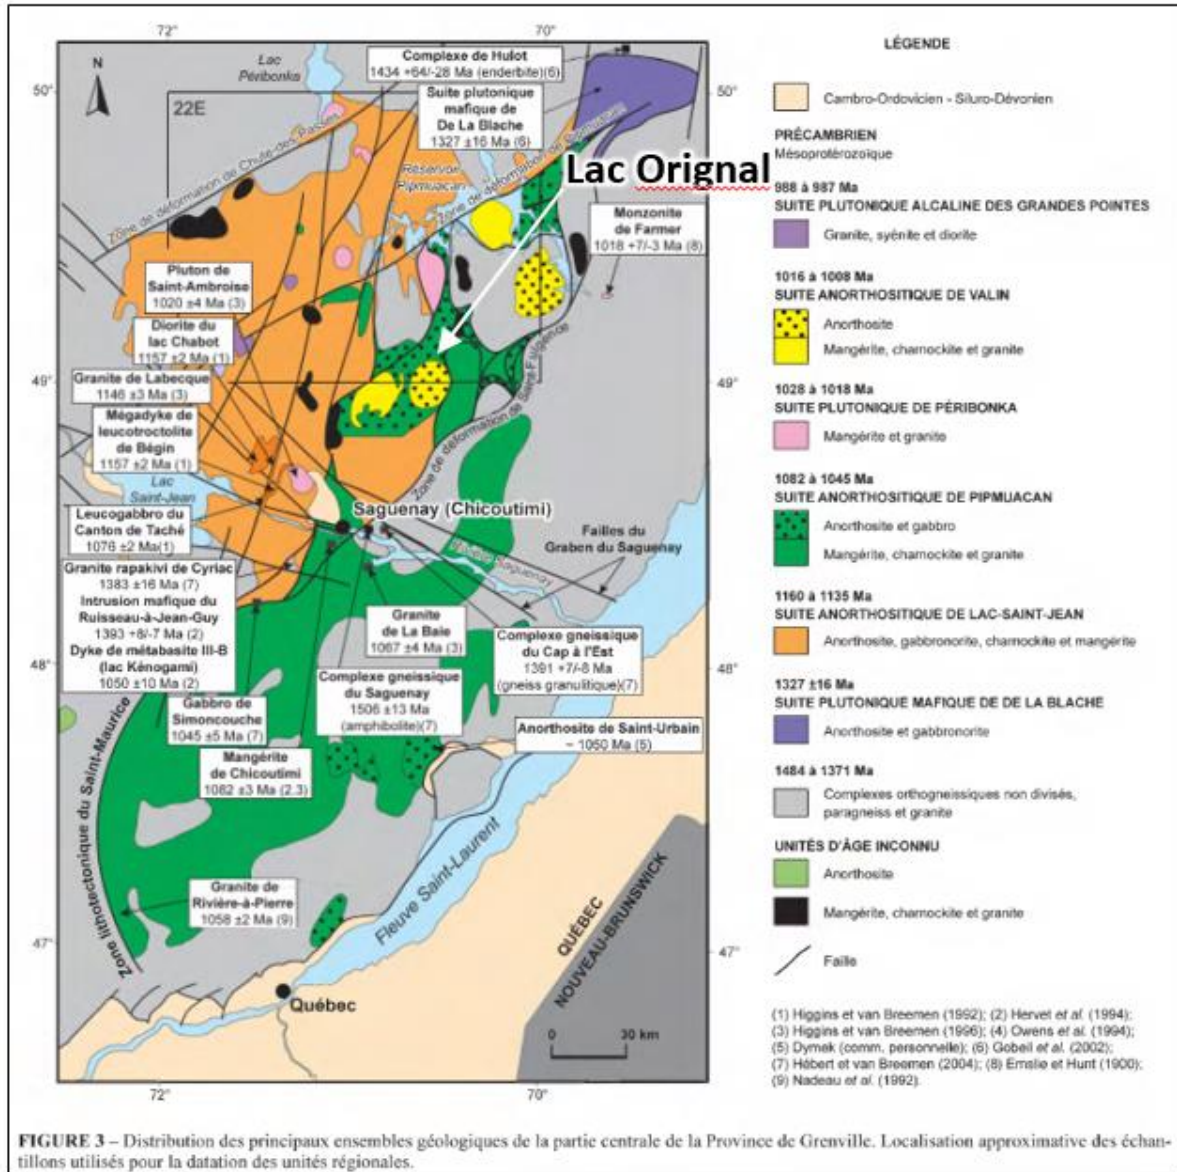 72°
70°
Complexe de Hulot
1434 +64/-28 Ma (enderbite)(6)
Lac
Péribonka
N
50°
50°
22E
Suite plutonique
mafique de
De La Blache
1327 ±16 Ma (6)
Zone de déformation de Chute-des-Passes
Réservoir
Pipmuacan
Zone de déformation de Pipmuacan
Lac Orignal
Monzonite
de Farmer
1018 +7/-3 Ma (8)
Pluton de
Saint-Ambroise
1020 ±4 Ma (3)
Diorite du
lac Chabot
1157 ±2 Ma (1)
49°
49°
Granite de Labecque
1146 ±3 Ma (3)
Mégadyke de
leucotroctolite
de Bégin
1157 ±2 Ma (1)
Zone de déformation de Saint-Fulgence
Lac
Saint-Jean
Saguenay (Chicoutimi)
Leucogabbro du
Canton de Taché
1076 ±2 Ma(1)
Failles du
Graben du Saguenay
Rivière Saguenay
Granite rapakivi de Cyriac
1383 ±16 Ma (7)
Intrusion mafique du
Ruisseau-à-Jean-Guy
1393 +8/-7 Ma (2)
Dyke de métabasite III-B
(lac Kénogami)
1050 ±10 Ma (2)
Granite
de La Baie
1067 ±4 Ma (3)
Complexe gneissique
du Cap à l'Est
1391 +7/-8 Ma
(gneiss granulitique)(7)
48°
48°
Complexe gneissique
du Saguenay
1506 ±13 Ma
(amphibolite)(7)
Gabbro de
Simoncouche
1045 ±5 Ma (7)
Anorthosite de Saint-Urbain
~ 1050 Ma (5)
Mangérite
de Chicoutimi
1082 ±3 Ma (2.3)
Zone lithotectonique du Saint-Maurice
Granite de
Rivière-à-Pierre
1058 ±2 Ma (9)
Fleuve Saint-Laurent
QUÉBEC
NOUVEAU-BRUNSWICK
47°
47°
Québec
0 30 km
72°
70°
LÉGENDE
Cambro-Ordovicien - Siluro-Dévonien
PRÉCAMBRIEN
Mésoprotérozoïque
988 à 987 Ma
SUITE PLUTONIQUE ALCALINE DES GRANDES POINTES
Granite, syénite et diorite
1016 à 1008 Ma
SUITE ANORTHOSITIQUE DE VALIN
Anorthosite
Mangérite, charnockite et granite
1028 à 1018 Ma
SUITE PLUTONIQUE DE PÉRIBONKA
Mangérite et granite
1082 à 1045 Ma
SUITE ANORTHOSITIQUE DE PIPMUACAN
Anorthosite et gabbro
Mangérite, charnockite et granite
1160 à 1135 Ma
SUITE ANORTHOSITIQUE DE LAC-SAINT-JEAN
Anorthosite, gabbronorite, charnockite et mangérite
1327 ±16 Ma
SUITE PLUTONIQUE MAFIQUE DE DE LA BLACHE
Anorthosite et gabbronorite
1484 à 1371 Ma
Complexes orthogneissiques non divisés,
paragneiss et granite
UNITÉS D'ÂGE INCONNU
Anorthosite
Mangérite, charnockite et granite
Faille
(1) Higgins et van Breemen (1992); (2) Hervet et al. (1994);
(3) Higgins et van Breemen (1996); (4) Owens et al. (1994);
(5) Dymek (comm. personnelle); (6) Gobeil et al. (2002);
(7) Hébert et van Breemen (2004); (8) Emslie et Hunt (1900);
(9) Nadeau et al. (1992).
FIGURE 3 – Distribution des principaux ensembles géologiques de la partie centrale de la Province de Grenville. Localisation approximative des échan-
tillons utilisés pour la datation des unités régionales.